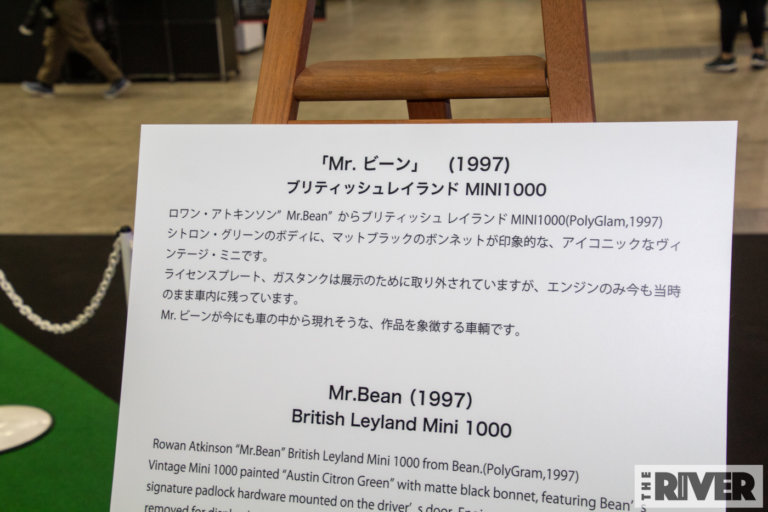 「Mr. ビーン」 (1997)
ブリティッシュレイランド MINI1000
ロワン・アトキンソン”Mr.Bean”からブリティッシュ レイランド MINI1000(PolyGlam,1997)
シトロン・グリーンのボディに、マットブラックのボンネットが印象的な、アイコニックなヴィ
ンテージ・ミニです。
ライセンスプレート、ガスタンクは展示のために取り外されていますが、エンジンのみ今も当時
のまま車内に残っています。
Mr. ビーンが今にも車の中から現れそうな、作品を象徴する車輌です。
Mr.Bean (1997)
British Leyland Mini 1000
Rowan Atkinson “Mr.Bean” British Leyland Mini 1000 from Bean.(PolyGram,1997)
Vintage Mini 1000 painted “Austin Citron Green” with matte black bonnet, featuring Bean’s
signature padlock hardware mounted on the driver’s door.
removed for
THE RIVER